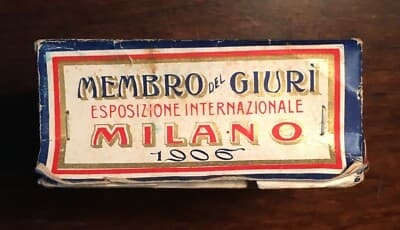 MEMBRO DEL GIURÌ
ESPOSIZIONE INTERNAZIONALE
MILANO
1906